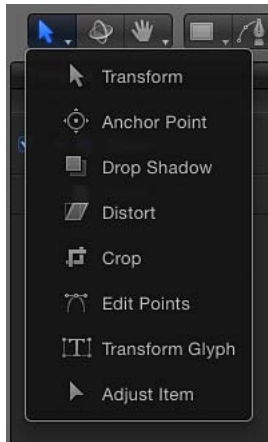 Transform
Anchor Point
Drop Shadow
Distort
Crop
Edit Points
Transform Glyph
Adjust Item